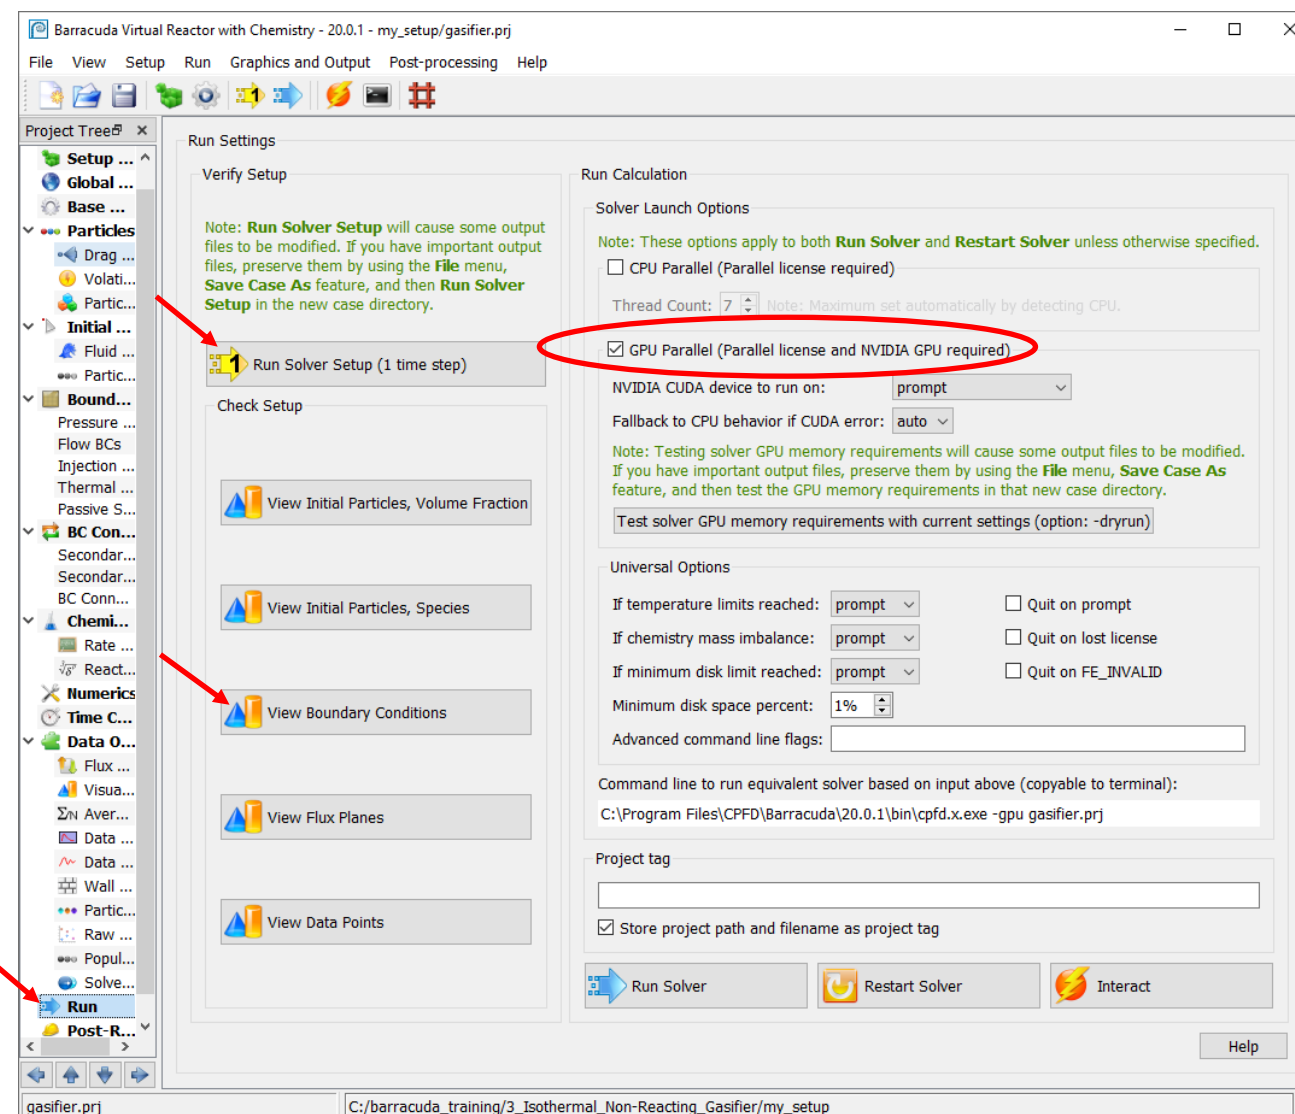 Barracuda Virtual Reactor with Chemistry - 20.0.1 - my_setup/gasifier.prj
File View Setup Run Graphics and Output Post-processing Help
Project Tree
Setup ...
Global ...
Base ...
Particles
Drag ...
Volati...
Partic...
Initial ...
Fluid ...
Partic...
Bound...
Pressure ...
Flow BCs
Injection ...
Thermal ...
Passive S...
BC Con...
Secondar...
Secondar...
BC Conn...
Chemi...
Rate ...
React...
Numerics
Time C...
Data O...
Flux ...
Visua...
Σ/N Aver...
Data ...
Data ...
Wall ...
Partic...
Raw ...
Popul...
Solve...
Run
Post-R...
Run Settings
Verify Setup
Note: Run Solver Setup will cause some output
files to be modified. If you have important output
files, preserve them by using the File menu,
Save Case As feature, and then Run Solver
Setup in the new case directory.
1 Run Solver Setup (1 time step)
Check Setup
View Initial Particles, Volume Fraction
View Initial Particles, Species
View Boundary Conditions
View Flux Planes
View Data Points
Run Calculation
Solver Launch Options
Note: These options apply to both Run Solver and Restart Solver unless otherwise specified.
CPU Parallel (Parallel license required)
Thread Count: 7 Note: Maximum set automatically by detecting CPU.
GPU Parallel (Parallel license and NVIDIA GPU required)
NVIDIA CUDA device to run on: prompt
Fallback to CPU behavior if CUDA error: auto
Note: Testing solver GPU memory requirements will cause some output files to be modified.
If you have important output files, preserve them by using the File menu, Save Case As
feature, and then test the GPU memory requirements in that new case directory.
Test solver GPU memory requirements with current settings (option: -dryrun)
Universal Options
If temperature limits reached: prompt Quit on prompt
If chemistry mass imbalance: prompt Quit on lost license
If minimum disk limit reached: prompt Quit on FE_INVALID
Minimum disk space percent: 1%
Advanced command line flags:
Command line to run equivalent solver based on input above (copyable to terminal):
C:\Program Files\CPFD\Barracuda\20.0.1\bin\cpfd.x.exe -gpu gasifier.prj
Project tag
Store project path and filename as project tag
Run Solver Restart Solver Interact
Help
gasifier.prj C:/barracuda_training/3_Isothermal_Non-Reacting_Gasifier/my_setup